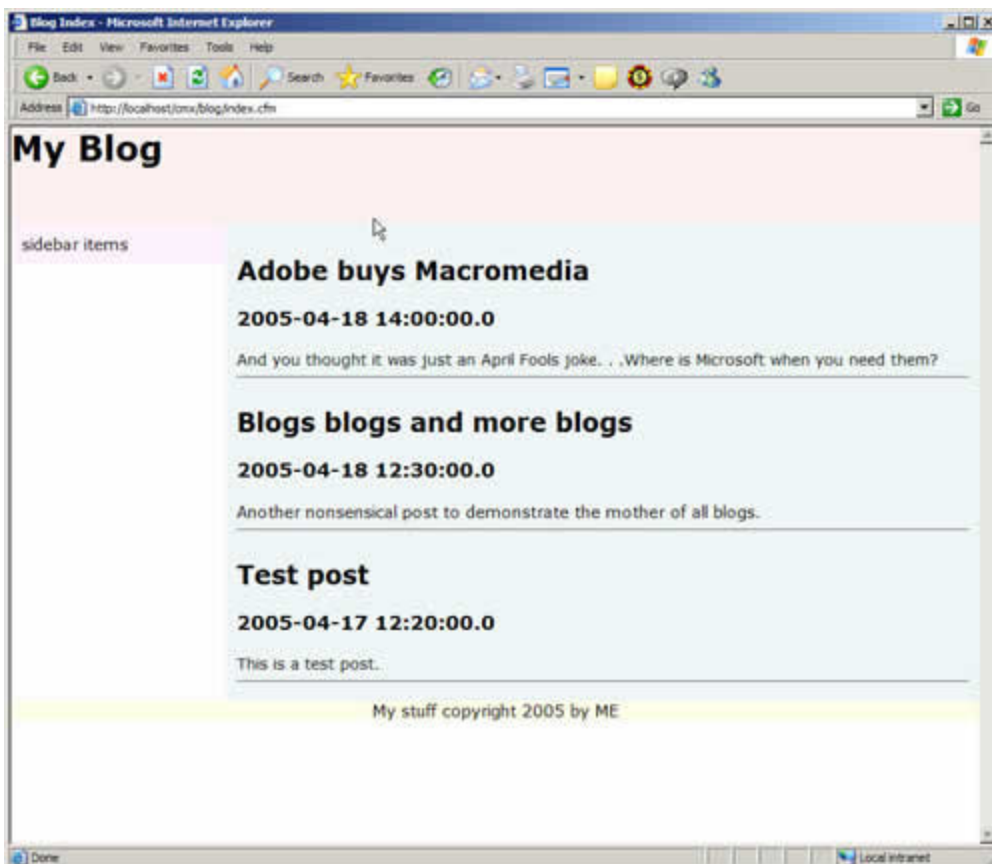 Blog Index - Microsoft Internet Explorer
File Edit View Favorites Tools Help
Back Search Favorites
Address http://localhost/cmx/blog/index.cfm Go
My Blog
sidebar items
Adobe buys Macromedia
2005-04-18 14:00:00.0
And you thought it was just an April Fools joke. . .Where is Microsoft when you need them?
Blogs blogs and more blogs
2005-04-18 12:30:00.0
Another nonsensical post to demonstrate the mother of all blogs.
Test post
2005-04-17 12:20:00.0
This is a test post.
My stuff copyright 2005 by ME
Done Local intranet